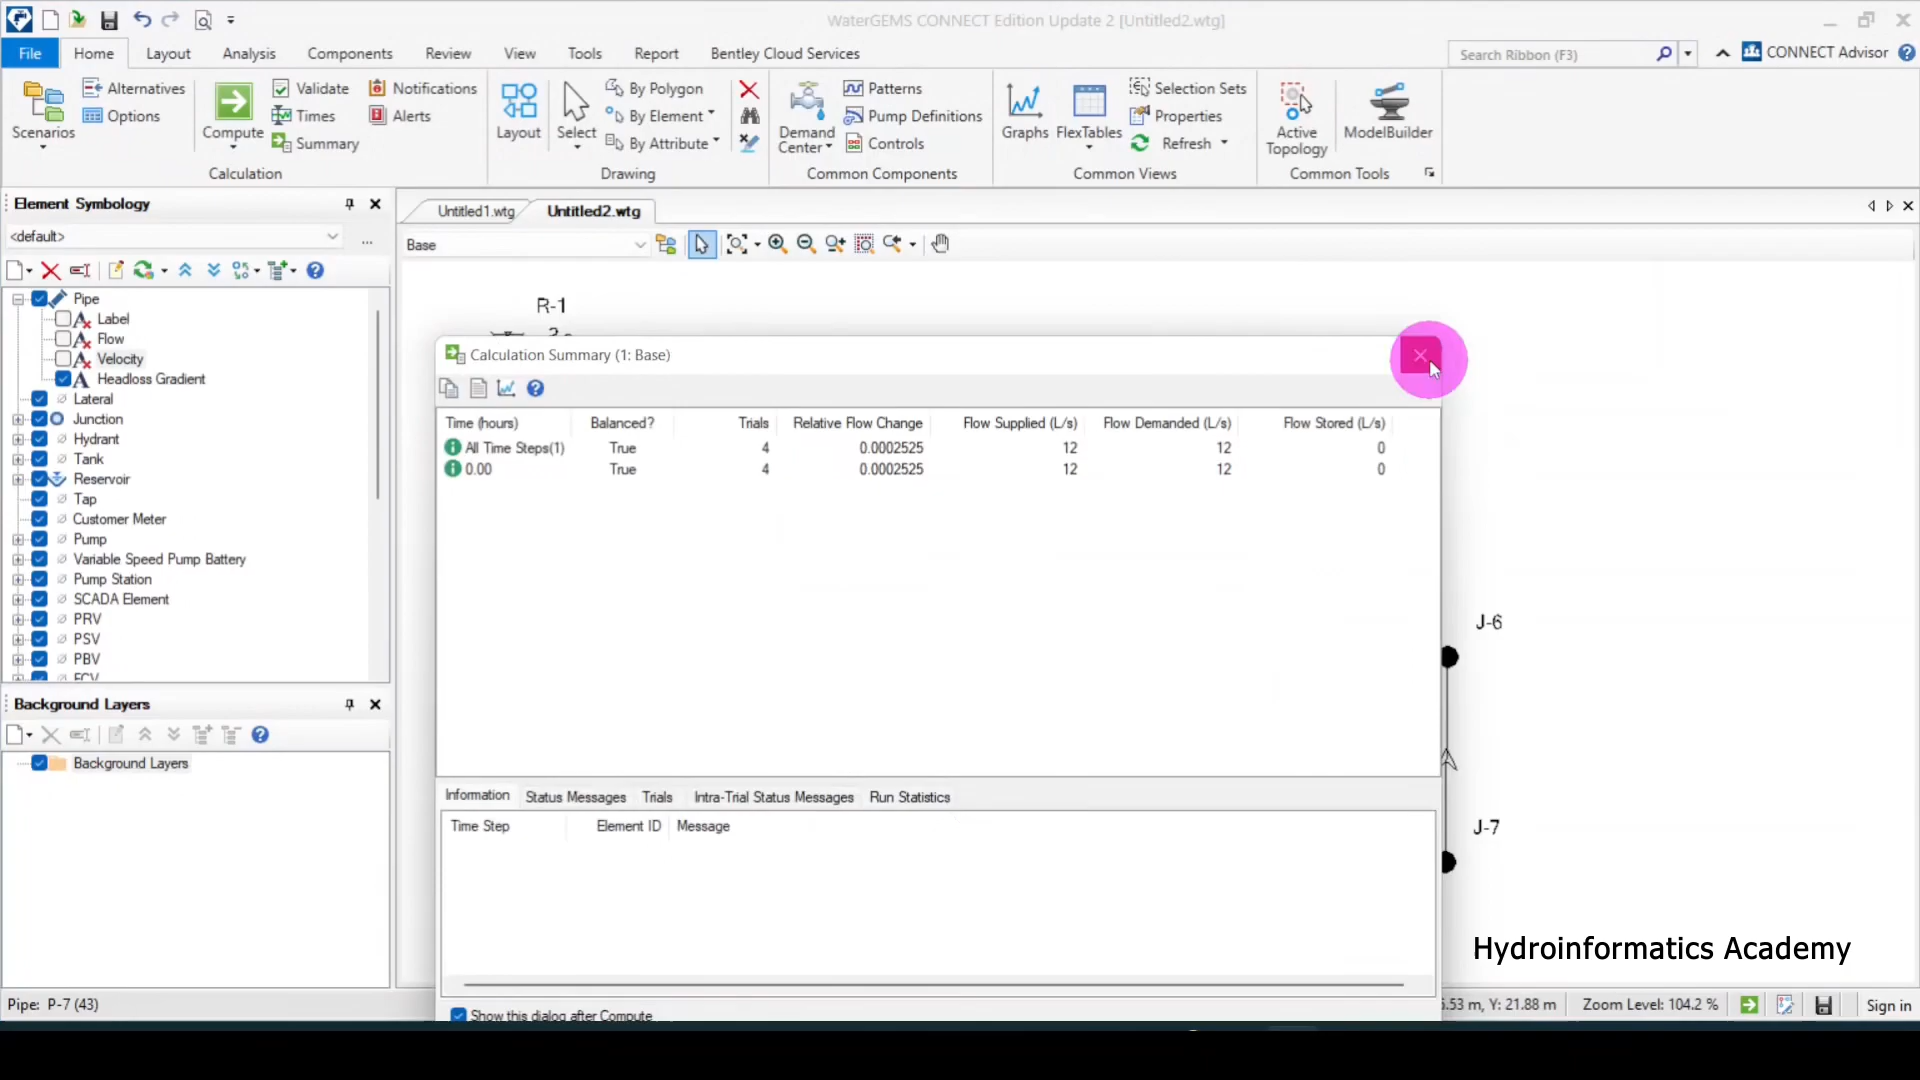 WaterGEMS CONNECT Edition Update 2 [Untitled2.wtg]
File Home Layout Analysis Components Review View Tools Report Bentley Cloud Services
Search Ribbon (F3) CONNECT Advisor
Scenarios
Alternatives
Options
Compute
Validate
Times
Summary
Notifications
Alerts
Calculation
Layout
Select
By Polygon
By Element
By Attribute
Drawing
Demand Center
Patterns
Pump Definitions
Controls
Common Components
Graphs
FlexTables
Selection Sets
Properties
Refresh
Common Views
Active Topology
ModelBuilder
Common Tools
Element Symbology
<default>
Pipe
Label
Flow
Velocity
Headloss Gradient
Lateral
Junction
Hydrant
Tank
Reservoir
Tap
Customer Meter
Pump
Variable Speed Pump Battery
Pump Station
SCADA Element
PRV
PSV
PBV
Background Layers
Background Layers
Pipe: P-7 (43)
Untitled1.wtg Untitled2.wtg
Base
R-1
Calculation Summary (1: Base)
Time (hours) Balanced? Trials Relative Flow Change Flow Supplied (L/s) Flow Demanded (L/s) Flow Stored (L/s)
All Time Steps(1) True 4 0.0002525 12 12 0
0.00 True 4 0.0002525 12 12 0
Information Status Messages Trials Intra-Trial Status Messages Run Statistics
Time Step Element ID Message
Show this dialog after Compute
J-6
J-7
Hydroinformatics Academy
.53 m, Y: 21.88 m Zoom Level: 104.2 % Sign in